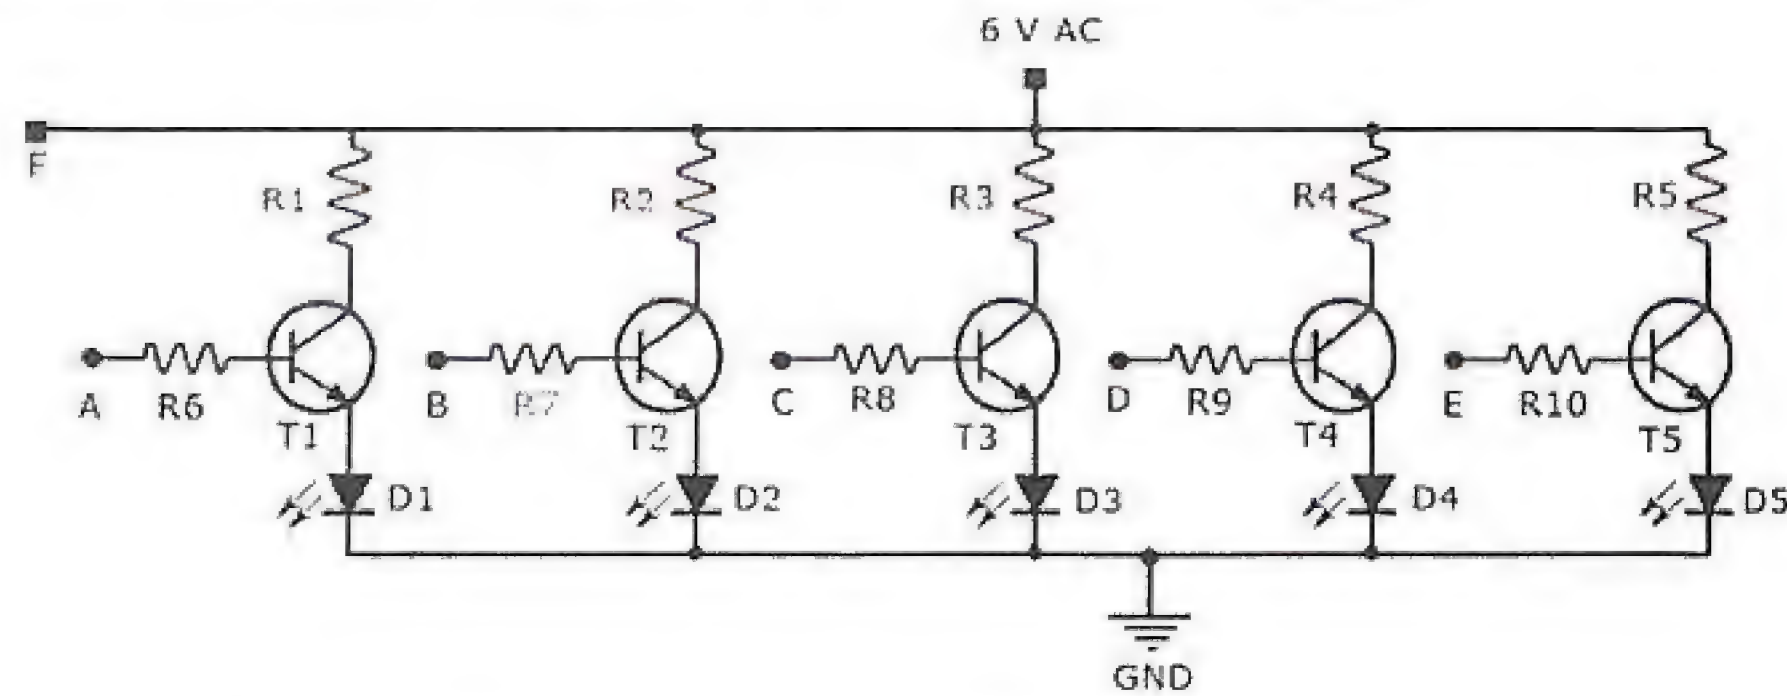 6 V AC
F
R1 R2 R3 R4 R5
A R6 B R7 C R8 D R9 E R10
T1 T2 T3 T4 T5
D1 D2 D3 D4 D5
GND